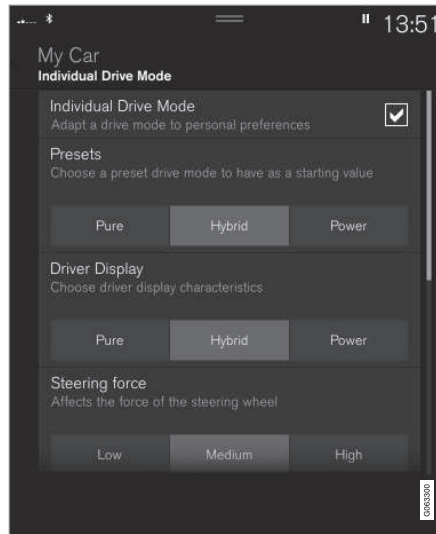 13:51
My Car
Individual Drive Mode
Individual Drive Mode
Adapt a drive mode to personal preferences
Presets
Choose a preset drive mode to have as a starting value
Pure Hybrid Power
Driver Display
Choose driver display characteristics
Pure Hybrid Power
Steering force
Affects the force of the steering wheel
Low Medium High
G063300